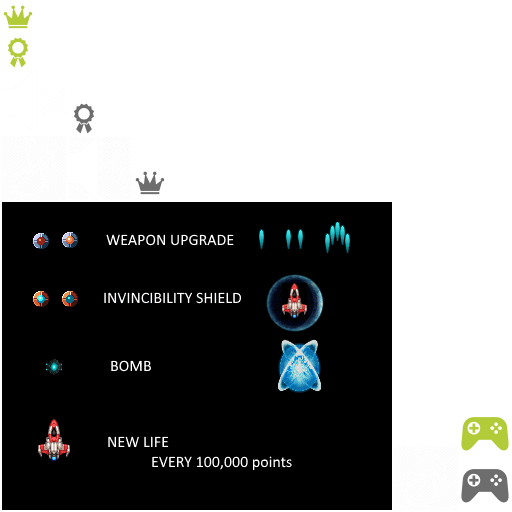 WEAPON UPGRADE
INVINCIBILITY SHIELD
BOMB
NEW LIFE
EVERY 100,000 points